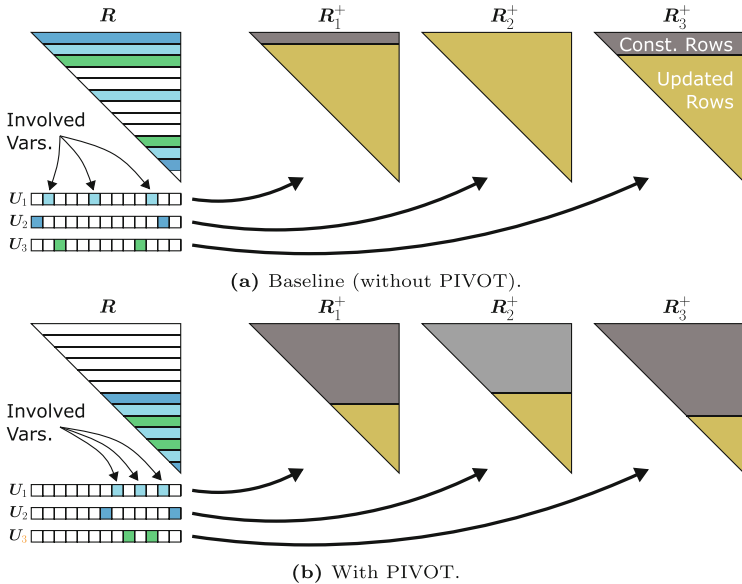 R R₁⁺ R₂⁺ R₃⁺
Const. Rows
Updated
Rows
Involved
Vars.
U₁
U₂
U₃
(a) Baseline (without PIVOT).
R R₁⁺ R₂⁺ R₃⁺
Involved
Vars.
U₁
U₂
U₃
(b) With PIVOT.